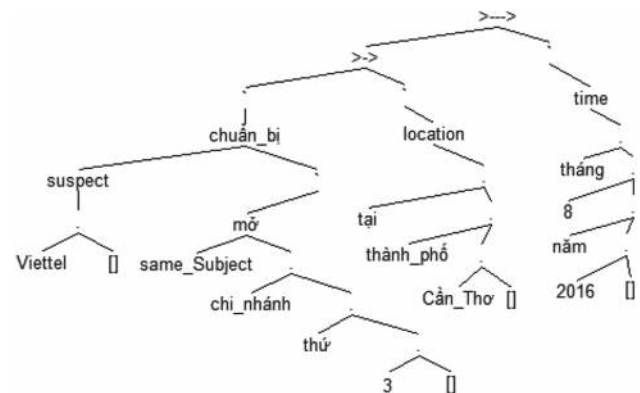 >--->
>->
time
chuẩn_bị
location
suspect
tháng
mở
tại
8
thành_phố
năm
Viettel []
same_Subject
chi_nhánh
Cần_Thơ []
2016 []
thứ
3 []